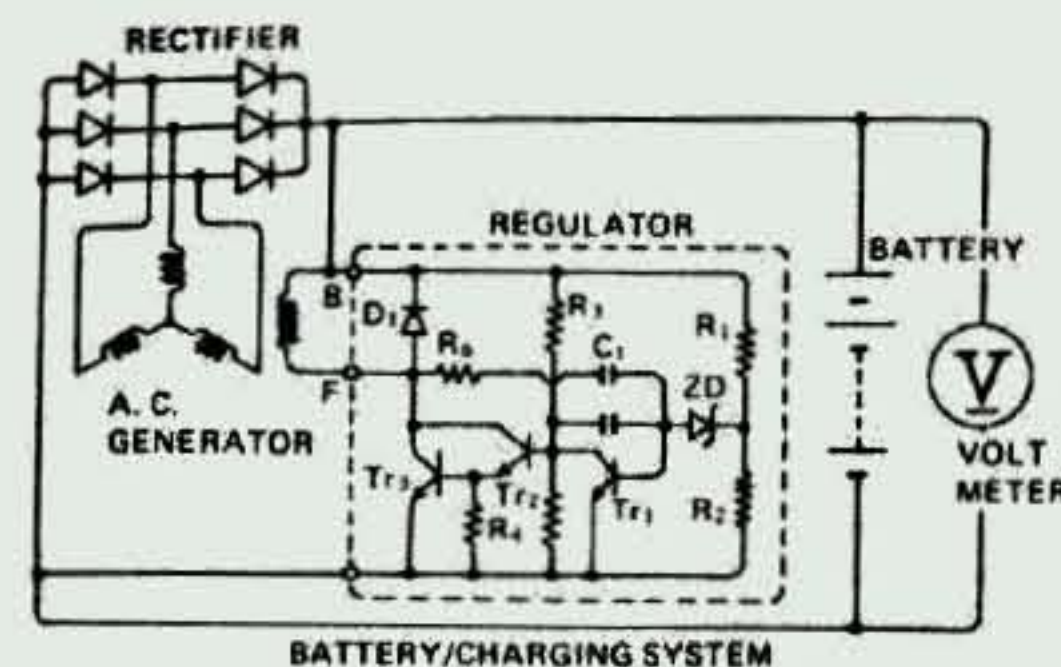 RECTIFIER
REGULATOR
BATTERY
B
D₁
R₃
R₁
R₆
C₁
ZD
F
A. C.
GENERATOR
Tr₃
Tr₂
Tr₁
R₄
R₂
V
VOLT
METER
BATTERY/CHARGING SYSTEM